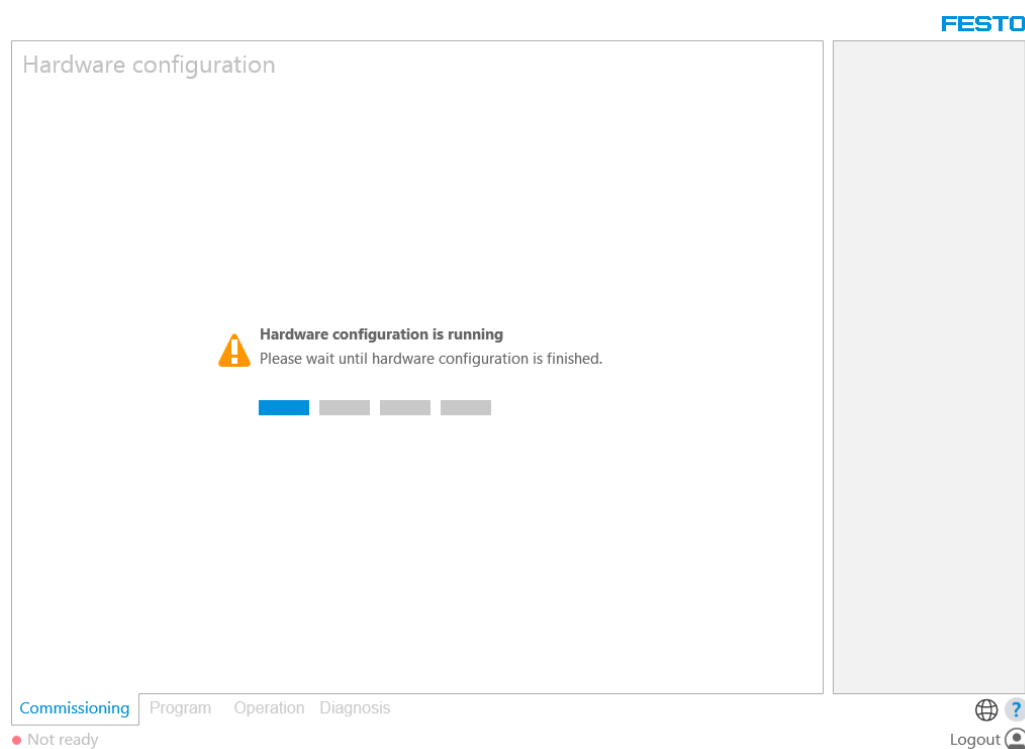 FESTO
Hardware configuration
Hardware configuration is running
Please wait until hardware configuration is finished.
Commissioning Program Operation Diagnosis
?
Not ready
Logout